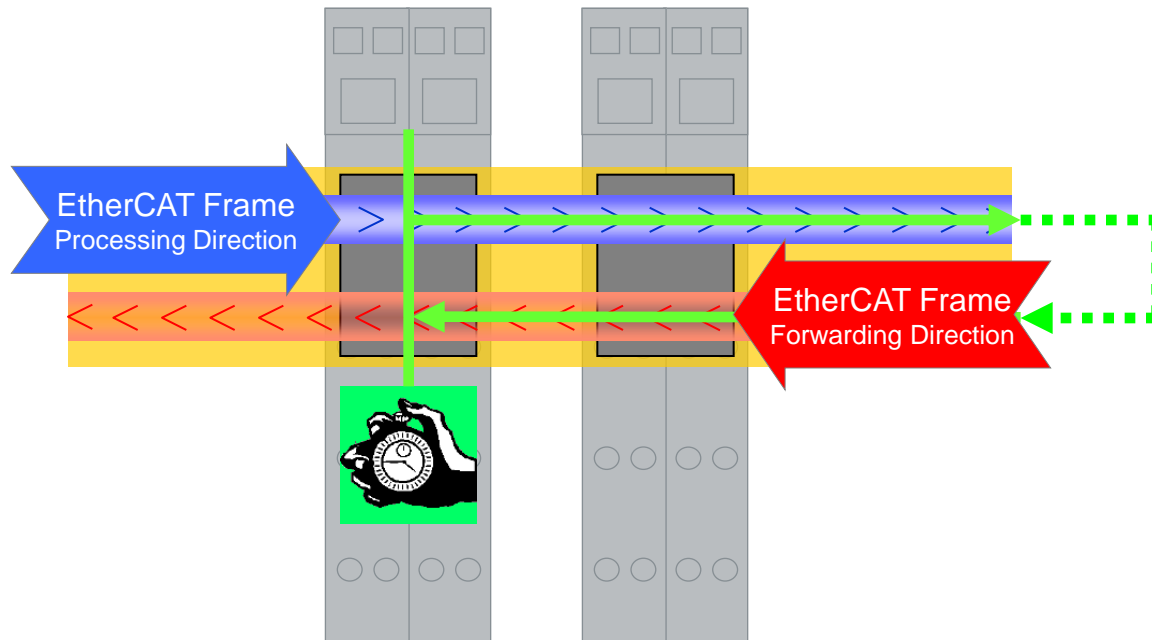 EtherCAT Frame
Processing Direction
EtherCAT Frame
Forwarding Direction